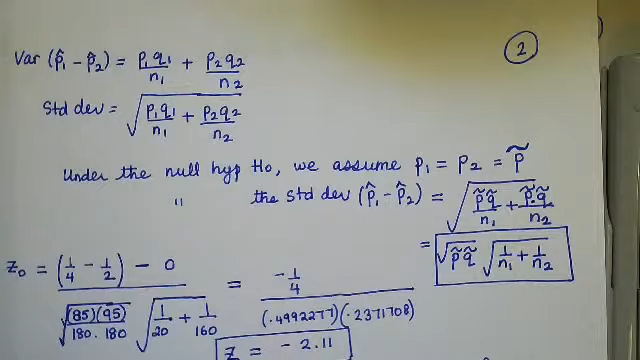 2
Var (p̂₁ - p̂₂) = p₁q₁/n₁ + p₂q₂/n₂
Std dev = √(p₁q₁/n₁ + p₂q₂/n₂)
Under the null hyp Ho, we assume p₁ = p₂ = p̃
" the std dev (p̂₁ - p̂₂) = √(p̃q̃/n₁ + p̃q̃/n₂)
= √p̃q̃ √(1/n₁ + 1/n₂)
Z₀ = ((1/4 - 1/2) - 0) / (√((85)(95)/180.180) √(1/20 + 1/160)) = (-1/4) / ((.4992277)(.2371708))
Z = -2.11